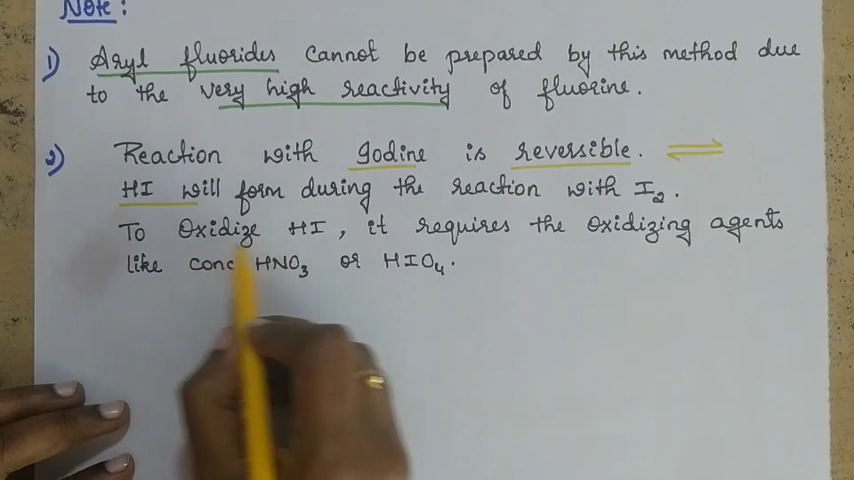 Note:
1) Aryl fluorides cannot be prepared by this method due
to the very high reactivity of fluorine.
2) Reaction with Iodine is reversible. ⇌
HI will form during the reaction with I₂.
To Oxidize HI, it requires the oxidizing agents
like conc HNO₃ or HIO₄.